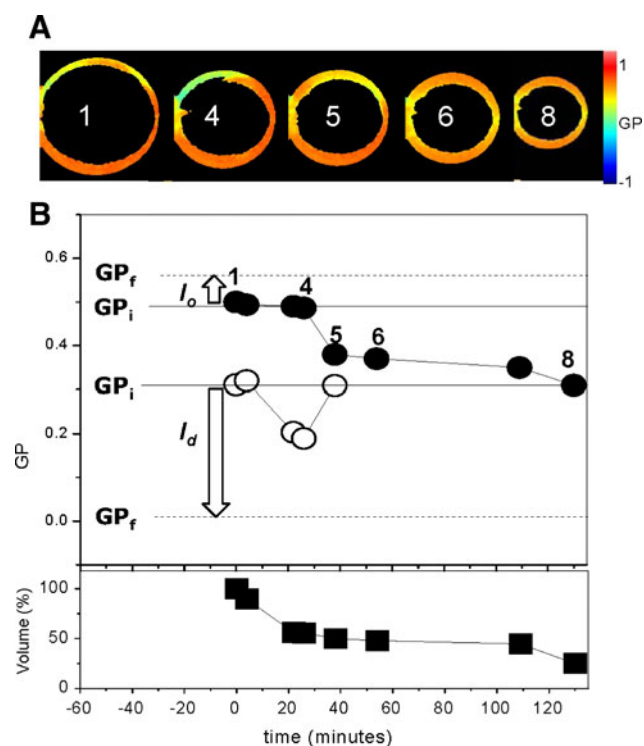 A
1 4 5 6 8
1
GP
-1
B
0.6
GPf
1 4
Io
GPi
0.4
5 6
8
GPi
GP
0.2
Id
0.0
GPf
Volume (%)
100
50
0
-60 -40 -20 0 20 40 60 80 100 120
time (minutes)